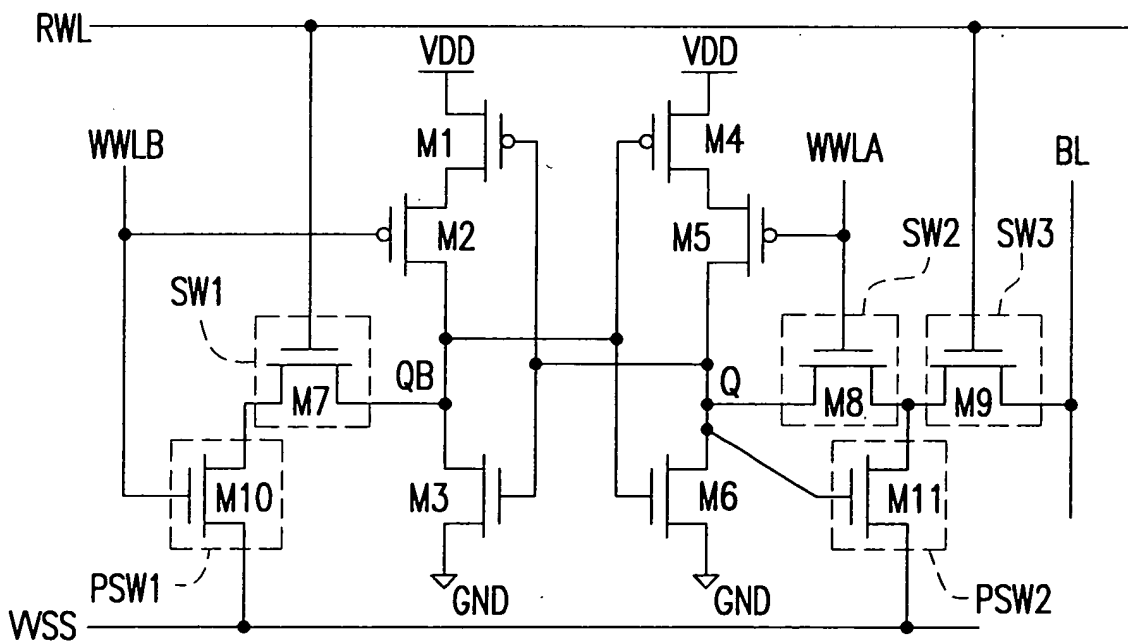 RWL
VDD
VDD
WWLB
M1
M4
WWLA
BL
M2
M5
SW2
SW3
SW1
QB
Q
M7
M8
M9
M10
M3
M6
M11
PSW1
GND
GND
PSW2
VVSS